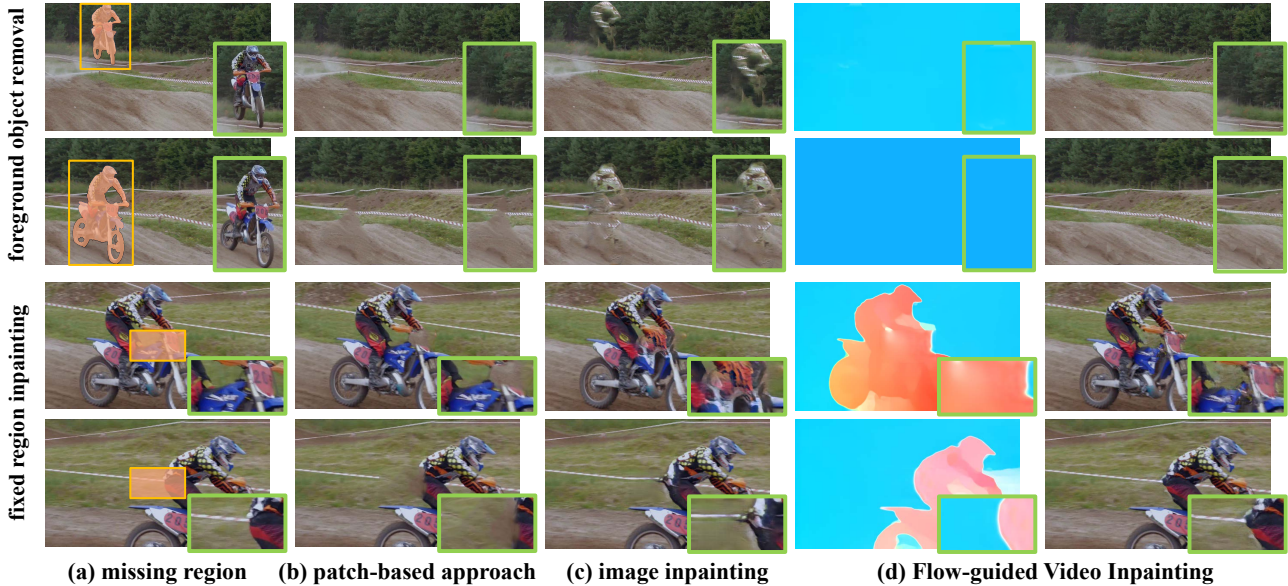 foreground object removal
fixed region inpainting
(a) missing region
(b) patch-based approach
(c) image inpainting
(d) Flow-guided Video Inpainting